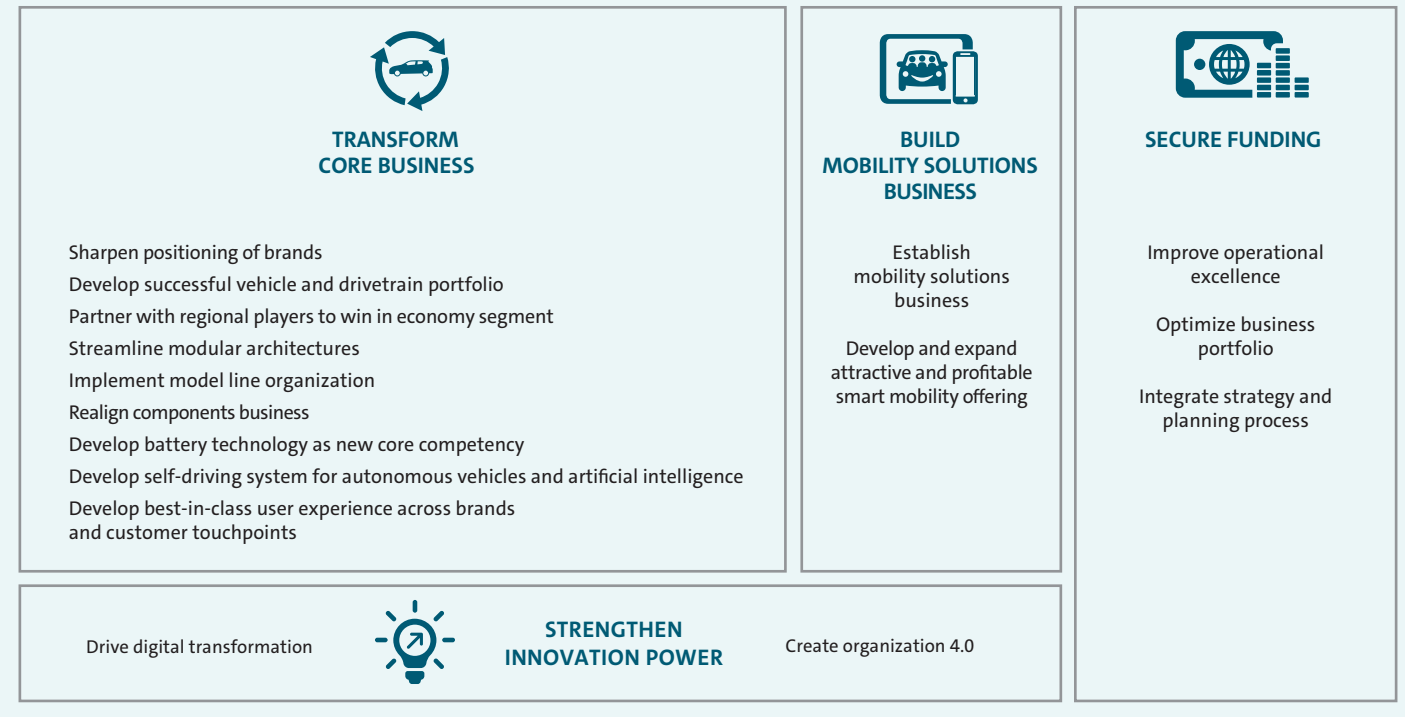 TRANSFORM
CORE BUSINESS
Sharpen positioning of brands
Develop successful vehicle and drivetrain portfolio
Partner with regional players to win in economy segment
Streamline modular architectures
Implement model line organization
Realign components business
Develop battery technology as new core competency
Develop self-driving system for autonomous vehicles and artificial intelligence
Develop best-in-class user experience across brands
and customer touchpoints
BUILD
MOBILITY SOLUTIONS
BUSINESS
Establish
mobility solutions
business
Develop and expand
attractive and profitable
smart mobility offering
SECURE FUNDING
Improve operational
excellence
Optimize business
portfolio
Integrate strategy and
planning process
Drive digital transformation
STRENGTHEN
INNOVATION POWER
Create organization 4.0